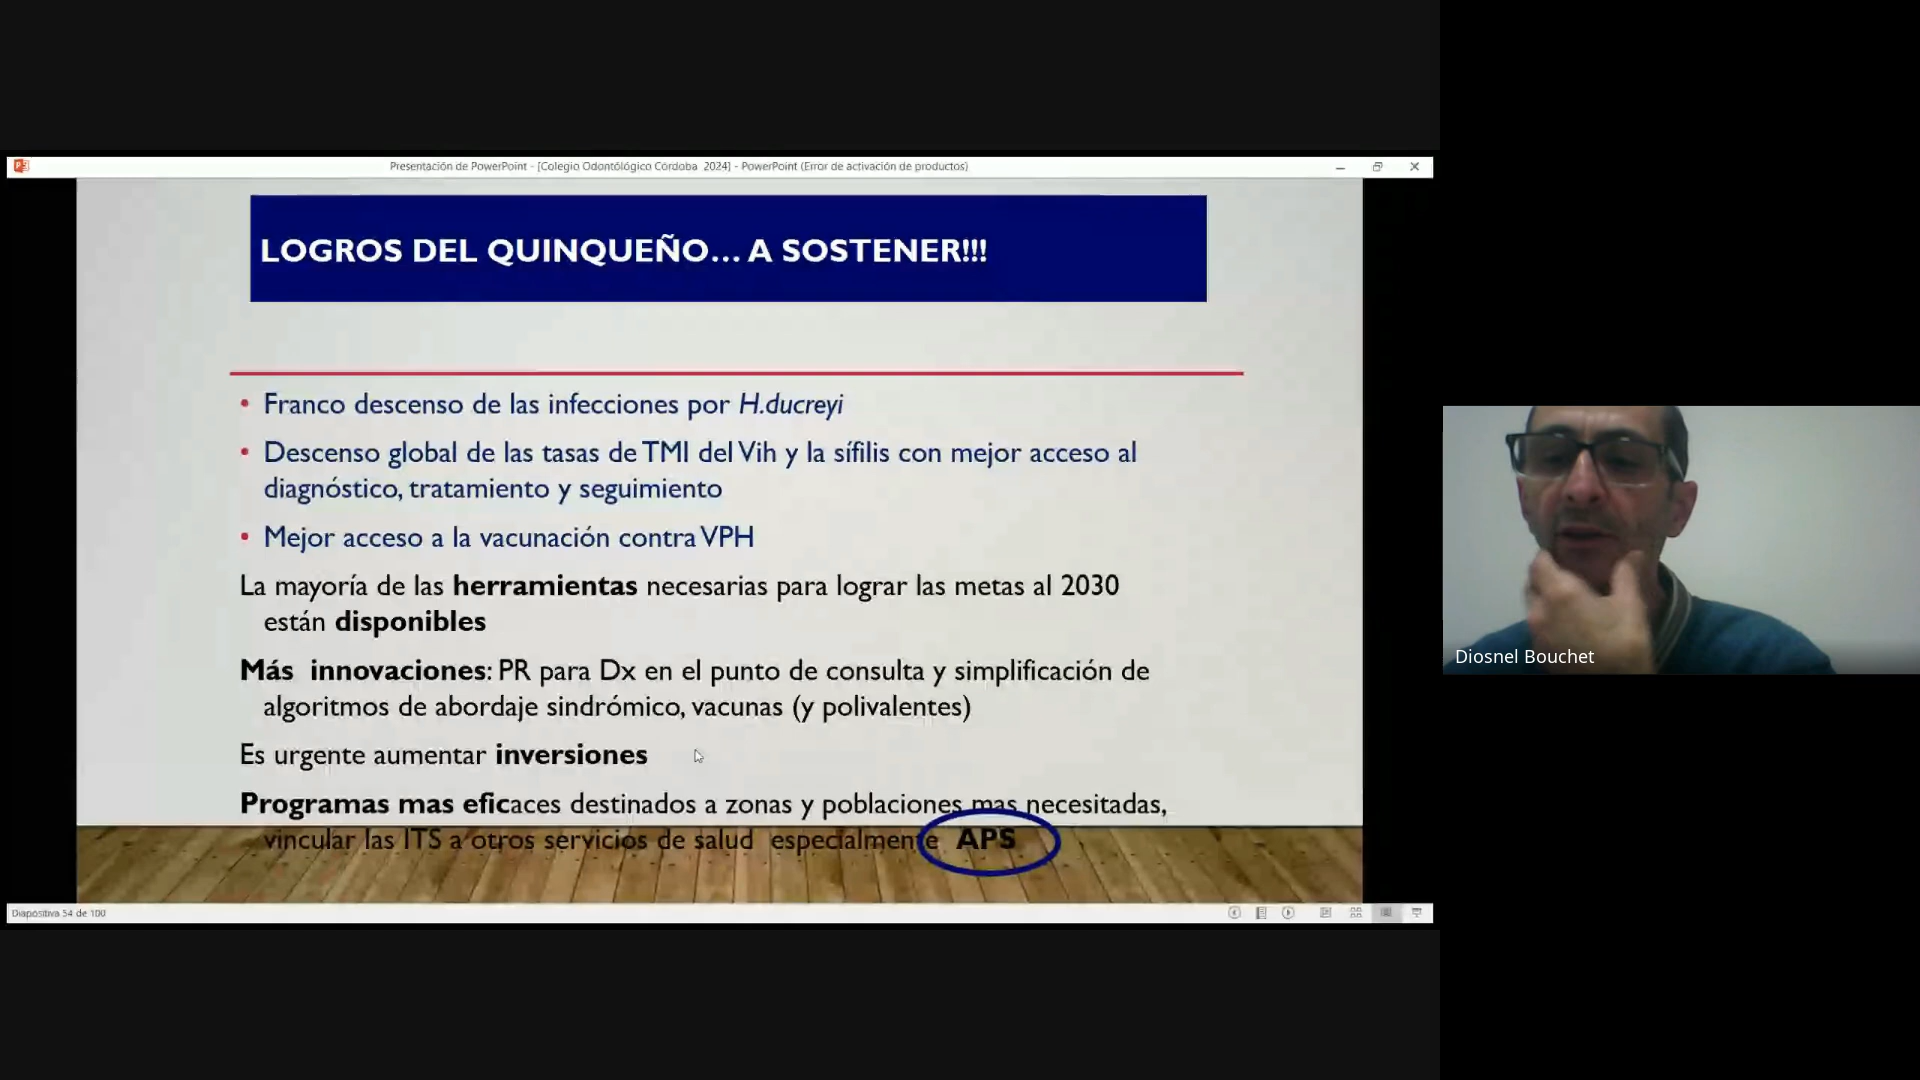 Presentación de PowerPoint - [Colegio Odontólógico Córdoba 2024] - PowerPoint (Error de activación de productos)
LOGROS DEL QUINQUEÑO... A SOSTENER!!!
• Franco descenso de las infecciones por H.ducreyi
• Descenso global de las tasas de TMI del Vih y la sífilis con mejor acceso al
diagnóstico, tratamiento y seguimiento
• Mejor acceso a la vacunación contra VPH
La mayoría de las herramientas necesarias para lograr las metas al 2030
están disponibles
Más innovaciones: PR para Dx en el punto de consulta y simplificación de
algoritmos de abordaje sindrómico, vacunas (y polivalentes)
Es urgente aumentar inversiones
Programas mas eficaces destinados a zonas y poblaciones mas necesitadas,
vincular las ITS a otros servicios de salud especialmente APS
Diapositiva 54 de 100
Diosnel Bouchet